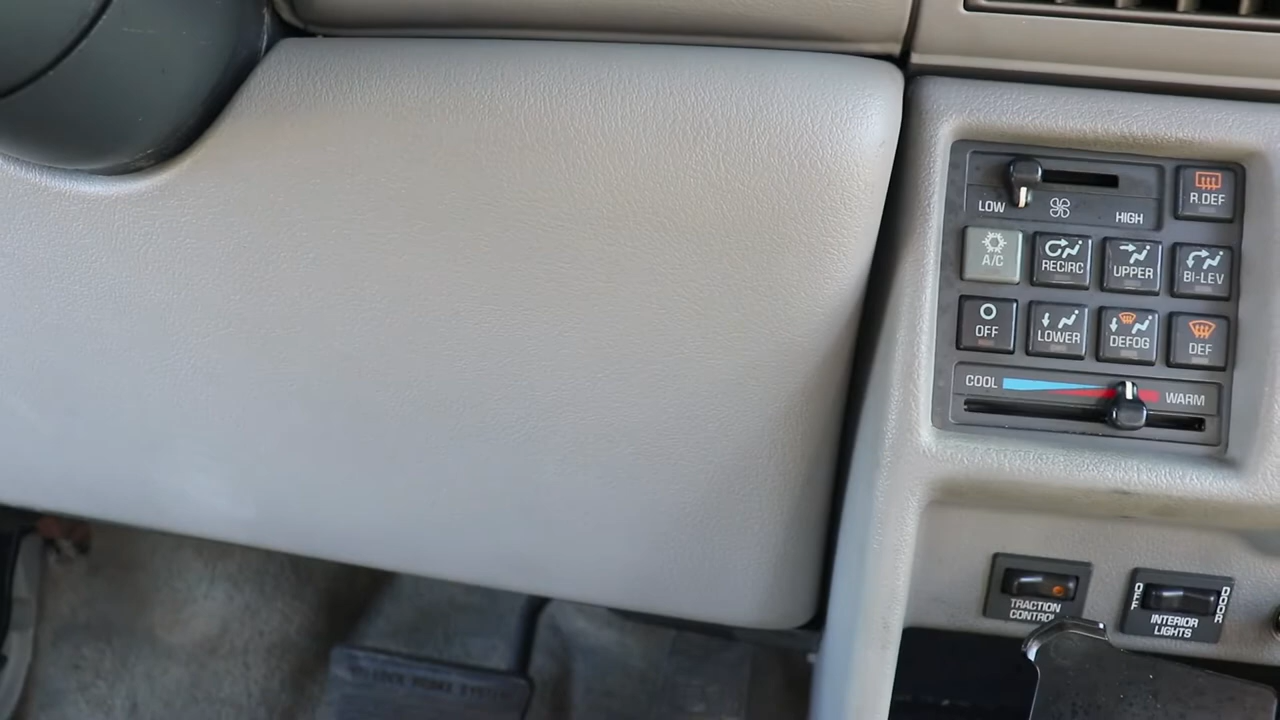 LOW
HIGH
R.DEF
A/C
RECIRC
UPPER
BI-LEV
OFF
LOWER
DEFOG
DEF
COOL
WARM
TRACTION
CONTROL
OFF
DOOR
INTERIOR
LIGHTS